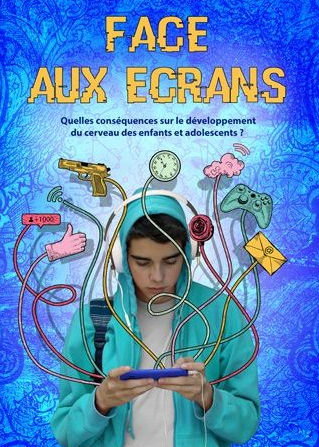 FACE
AUX ECRANS
Quelles conséquences sur le développement
du cerveau des enfants et adolescents ?
+1000